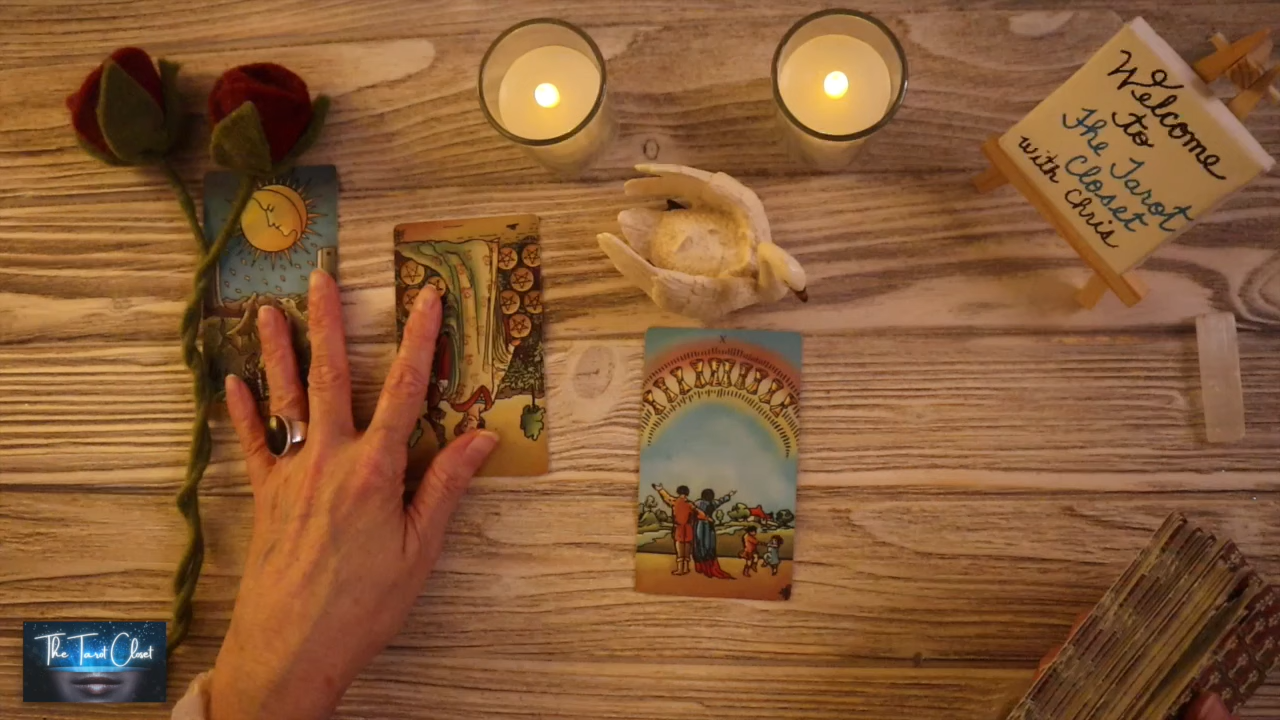 Welcome
to
The Tarot
Closet
with Chris
X
The Tarot Closet